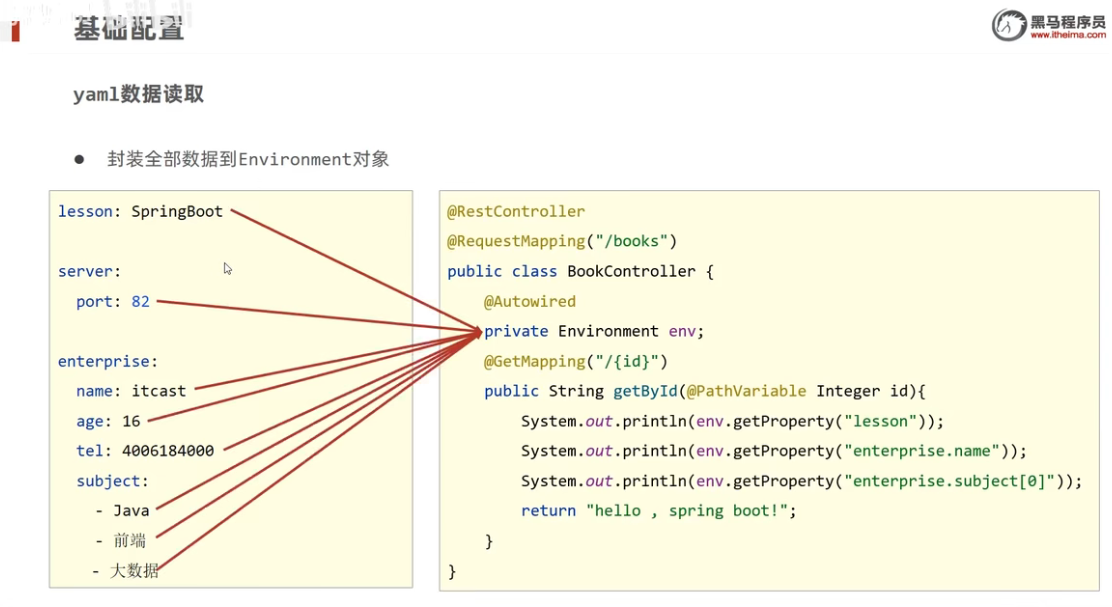 基础配置
黑马程序员
www.itheima.com
yaml数据读取
● 封装全部数据到Environment对象
lesson: SpringBoot
server:
port: 82
enterprise:
name: itcast
age: 16
tel: 4006184000
subject:
- Java
- 前端
- 大数据
@RestController
@RequestMapping("/books")
public class BookController {
@Autowired
private Environment env;
@GetMapping("/{id}")
public String getById(@PathVariable Integer id){
System.out.println(env.getProperty("lesson"));
System.out.println(env.getProperty("enterprise.name"));
System.out.println(env.getProperty("enterprise.subject[0]"));
return "hello , spring boot!";
}
}